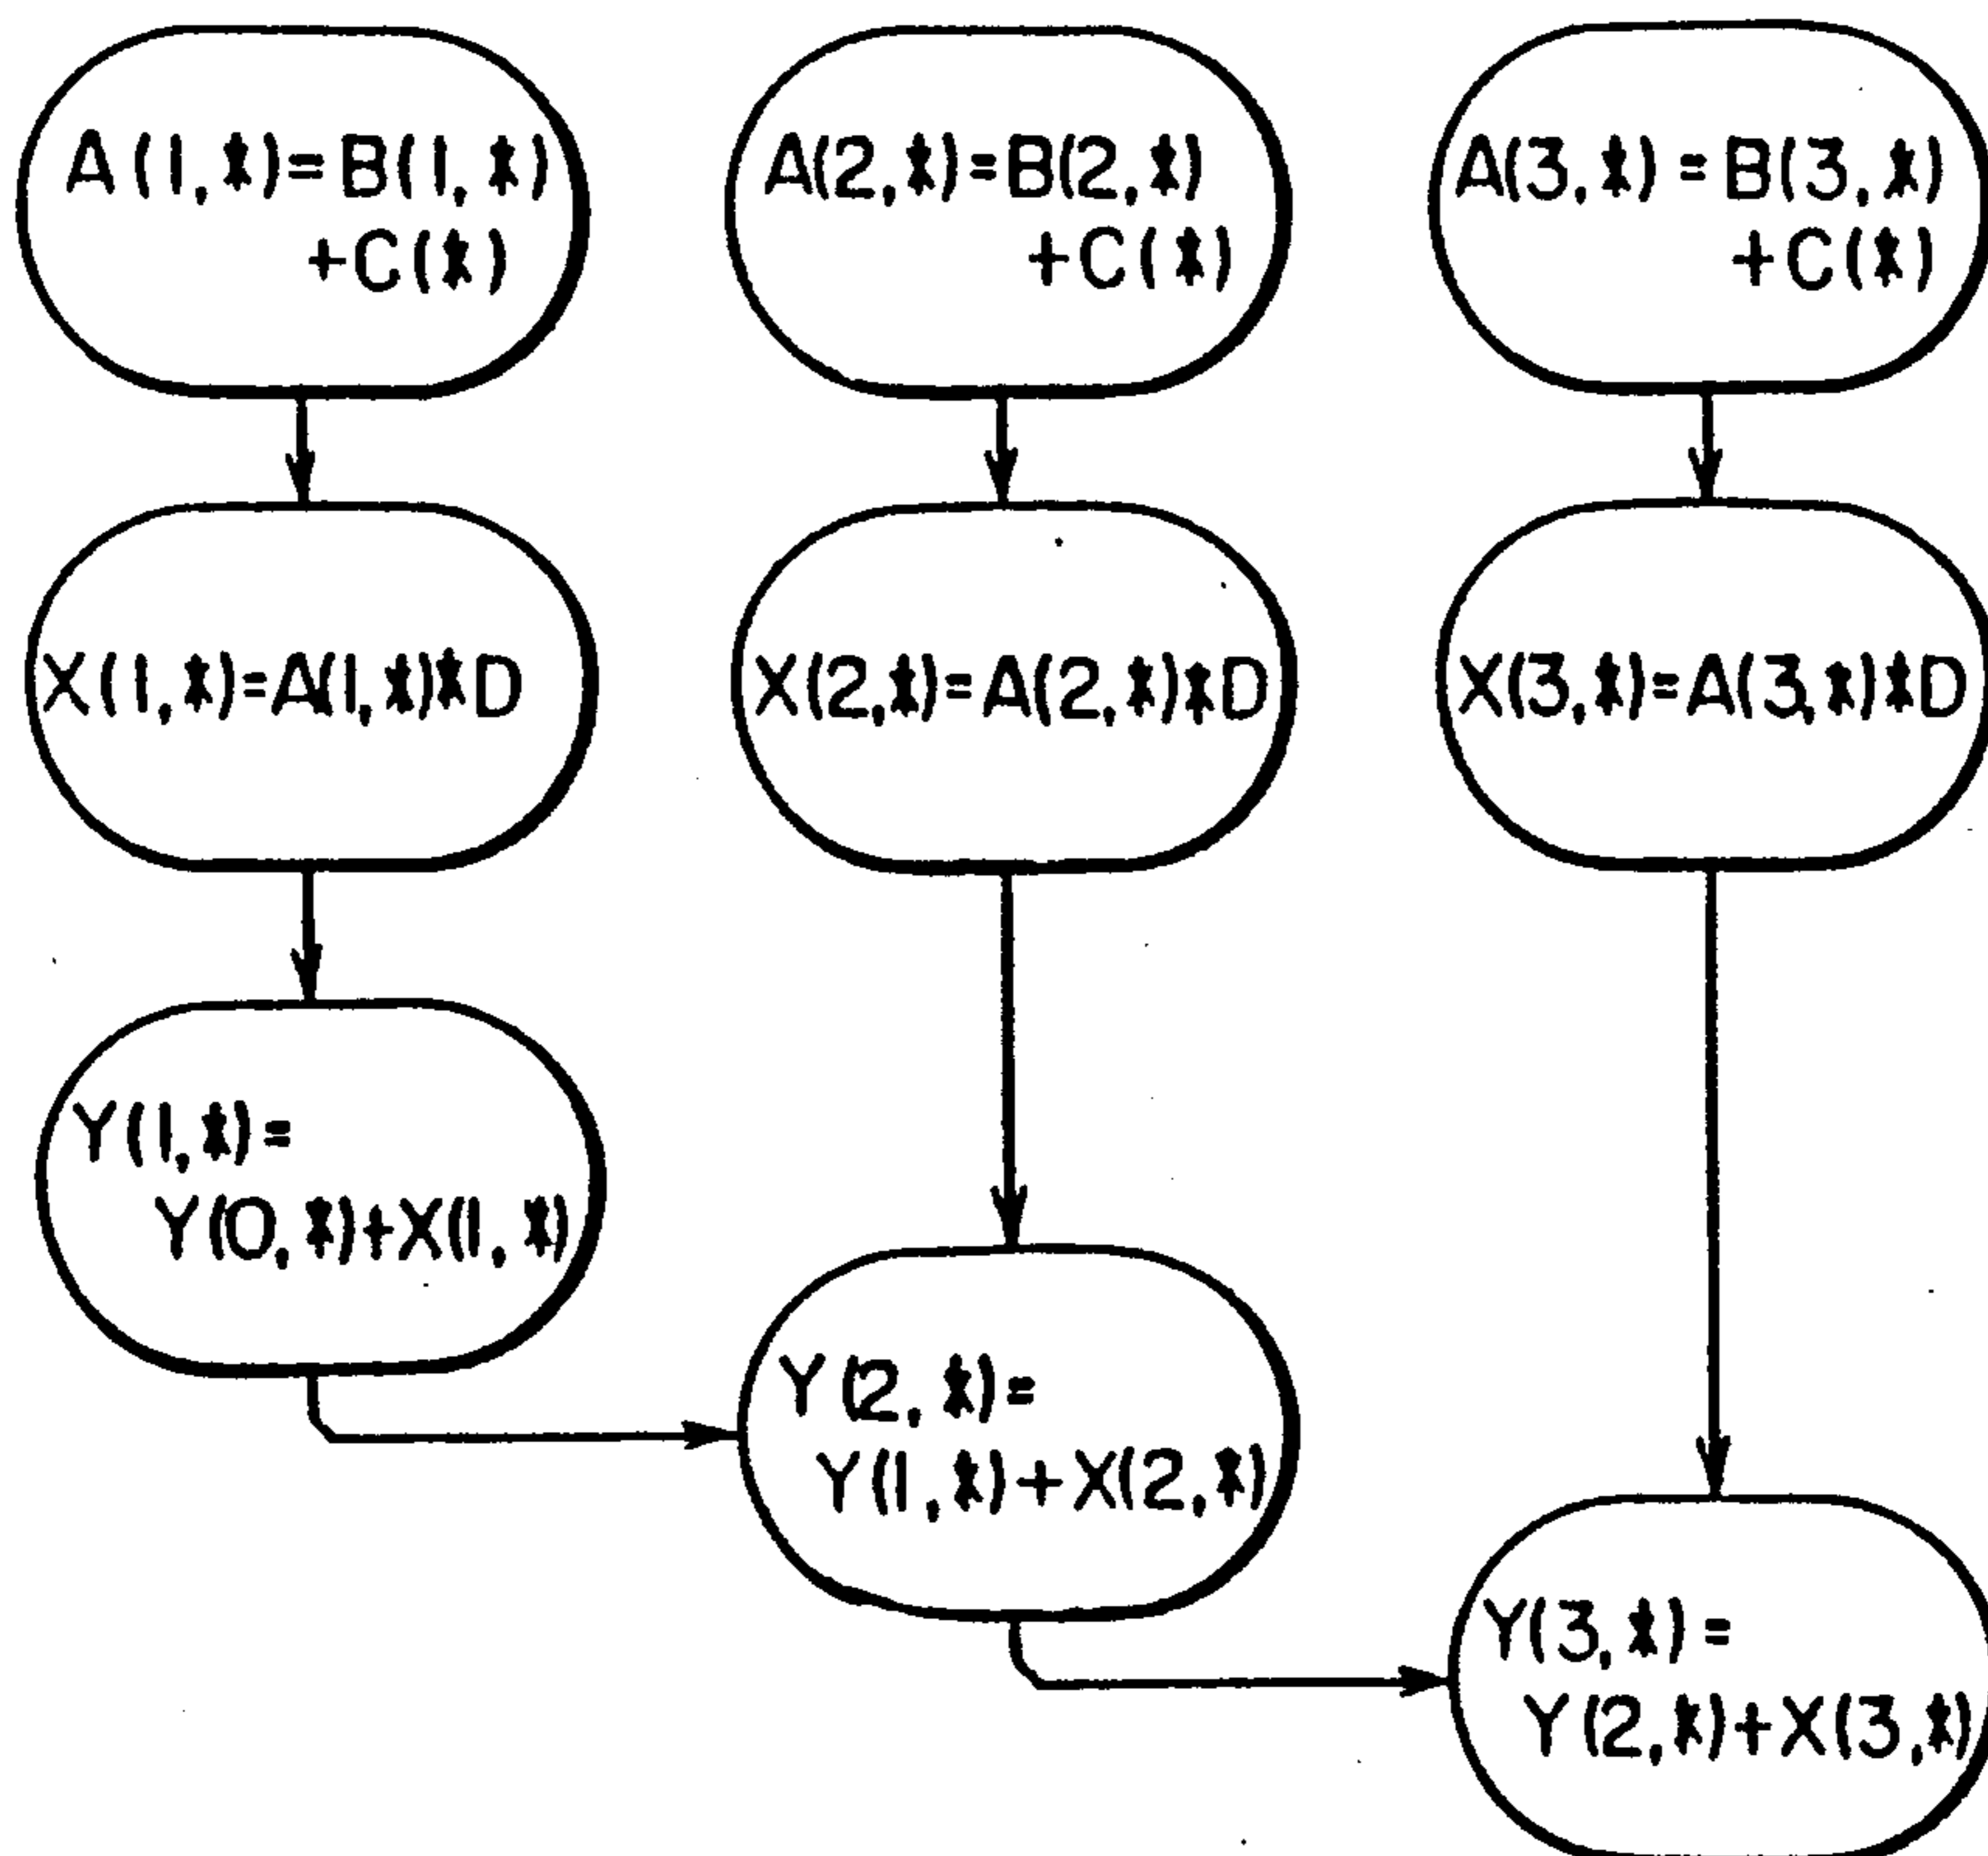 A(1,*)=B(1,*)
+C(*)
A(2,*)=B(2,*)
+C(*)
A(3,*)=B(3,*)
+C(*)
X(1,*)=A(1,*)*D
X(2,*)=A(2,*)*D
X(3,*)=A(3,*)*D
Y(1,*)=
Y(0,*)+X(1,*)
Y(2,*)=
Y(1,*)+X(2,*)
Y(3,*)=
Y(2,*)+X(3,*)